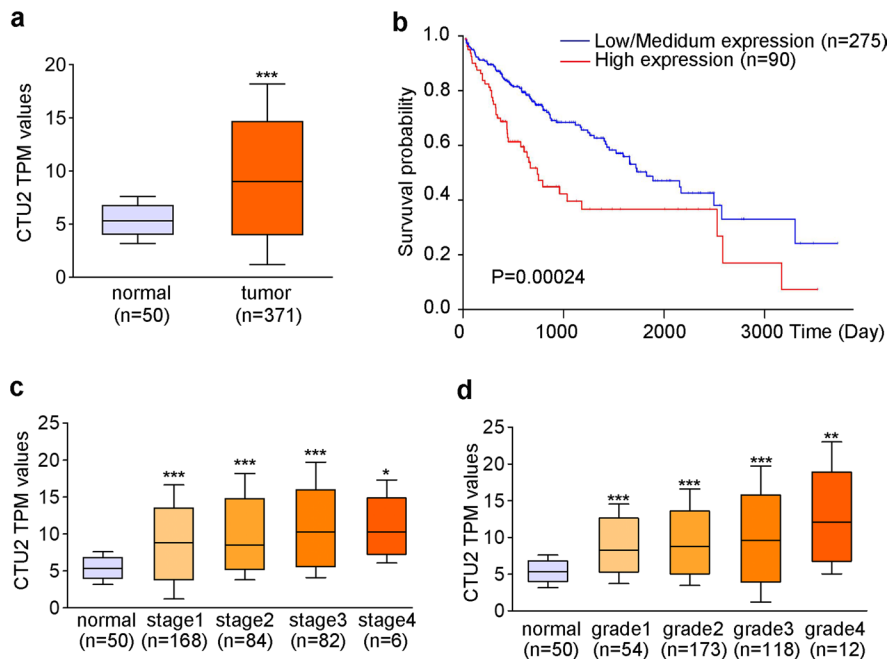 a
CTU2 TPM values
20
15
10
5
0
***
normal
(n=50)
tumor
(n=371)
b
Survuval probability
1.0
0.8
0.6
0.4
0.2
0.0
Low/Medidum expression (n=275)
High expression (n=90)
P=0.00024
0
1000
2000
3000
Time (Day)
c
CTU2 TPM values
25
20
15
10
5
0
***
***
***
*
normal
(n=50)
stage1
(n=168)
stage2
(n=84)
stage3
(n=82)
stage4
(n=6)
d
CTU2 TPM values
25
20
15
10
5
0
***
***
***
**
normal
(n=50)
grade1
(n=54)
grade2
(n=173)
grade3
(n=118)
grade4
(n=12)